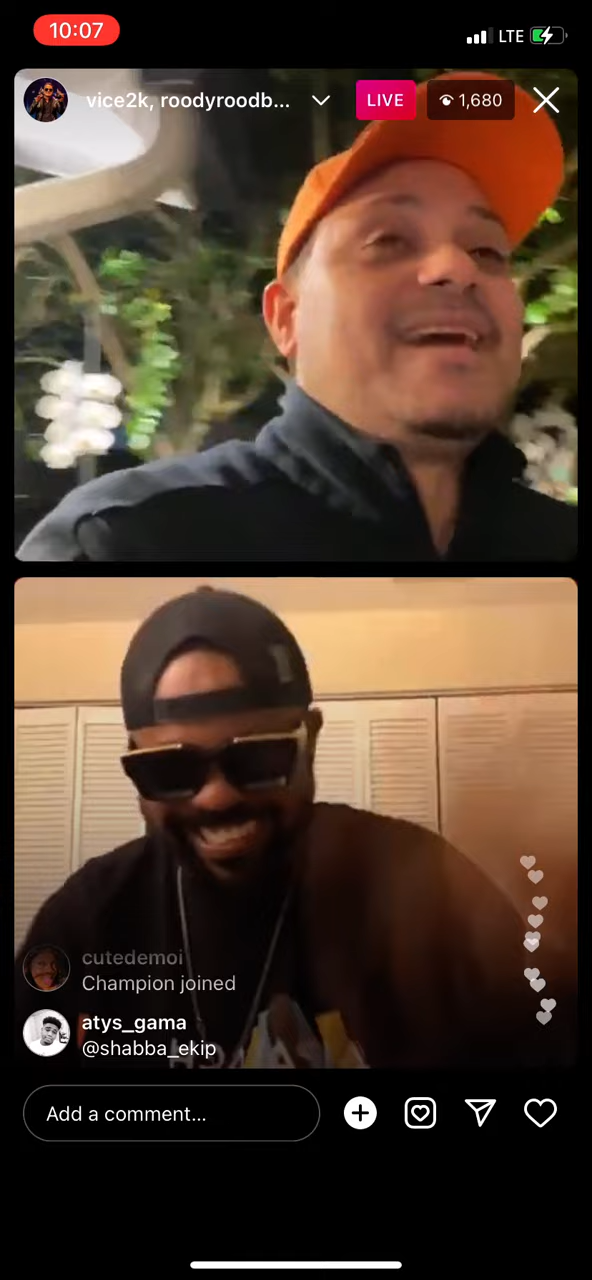 10:07
LTE
vice2k, roodyroodb...
LIVE
1,680
cutedemoi
Champion joined
atys_gama
@shabba_ekip
Add a comment...